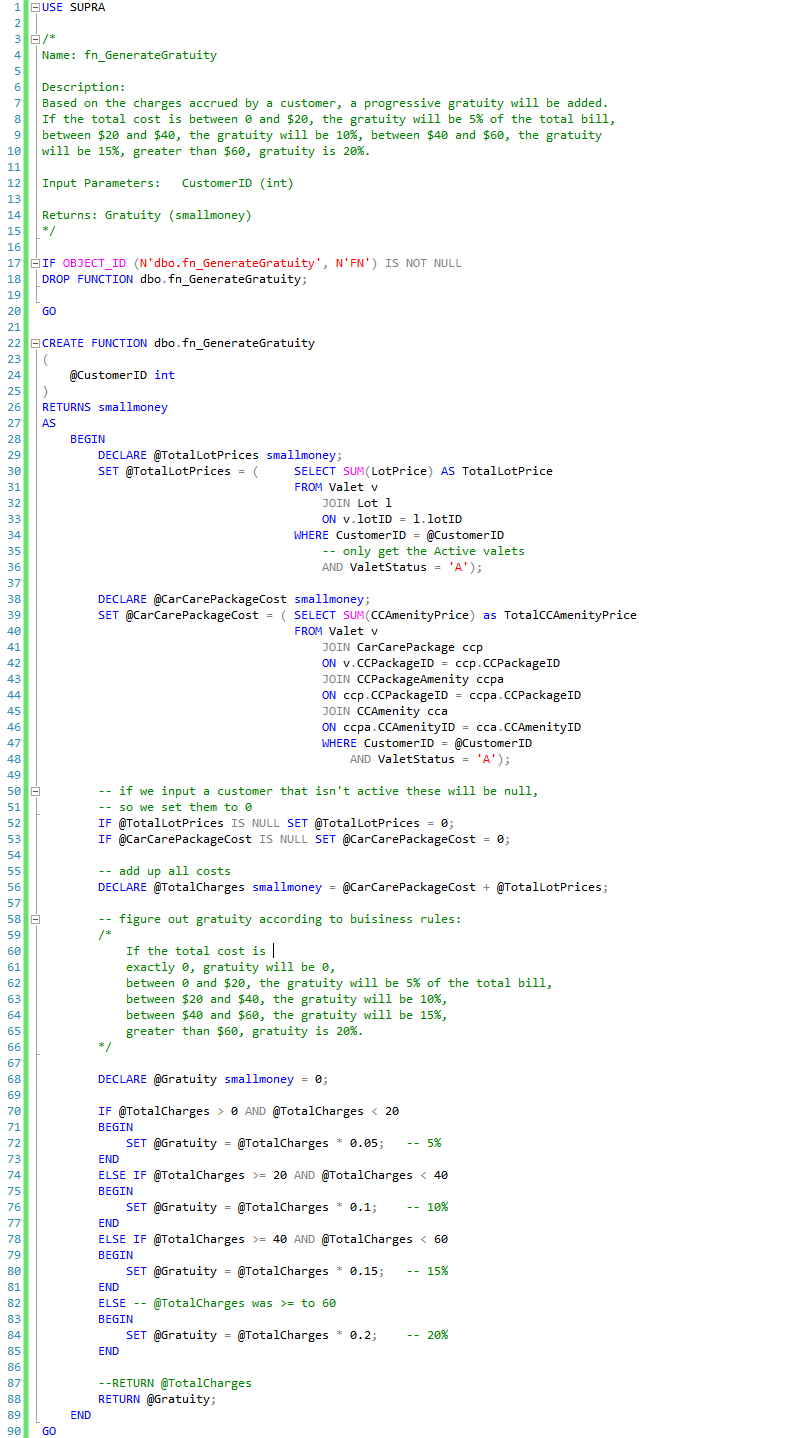 1 USE SUPRA
2
3 /*
4 Name: fn_GenerateGratuity
5
6 Description:
7 Based on the charges accrued by a customer, a progressive gratuity will be added.
8 If the total cost is between 0 and $20, the gratuity will be 5% of the total bill,
9 between $20 and $40, the gratuity will be 10%, between $40 and $60, the gratuity
10 will be 15%, greater than $60, gratuity is 20%.
11
12 Input Parameters:   CustomerID (int)
13
14 Returns: Gratuity (smallmoney)
15 */
16
17 IF OBJECT_ID (N'dbo.fn_GenerateGratuity', N'FN') IS NOT NULL
18 DROP FUNCTION dbo.fn_GenerateGratuity;
19
20 GO
21
22 CREATE FUNCTION dbo.fn_GenerateGratuity
23 (
24     @CustomerID int
25 )
26 RETURNS smallmoney
27 AS
28     BEGIN
29         DECLARE @TotalLotPrices smallmoney;
30         SET @TotalLotPrices = (     SELECT SUM(LotPrice) AS TotalLotPrice
31                                     FROM Valet v
32                                         JOIN Lot l
33                                         ON v.lotID = l.lotID
34                                     WHERE CustomerID = @CustomerID
35                                         -- only get the Active valets
36                                         AND ValetStatus = 'A');
37
38         DECLARE @CarCarePackageCost smallmoney;
39         SET @CarCarePackageCost = ( SELECT SUM(CCAmenityPrice) as TotalCCAmenityPrice
40                                     FROM Valet v
41                                         JOIN CarCarePackage ccp
42                                         ON v.CCPackageID = ccp.CCPackageID
43                                         JOIN CCPackageAmenity ccpa
44                                         ON ccp.CCPackageID = ccpa.CCPackageID
45                                         JOIN CCAmenity cca
46                                         ON ccpa.CCAmenityID = cca.CCAmenityID
47                                         WHERE CustomerID = @CustomerID
48                                             AND ValetStatus = 'A');
49
50         -- if we input a customer that isn't active these will be null,
51         -- so we set them to 0
52         IF @TotalLotPrices IS NULL SET @TotalLotPrices = 0;
53         IF @CarCarePackageCost IS NULL SET @CarCarePackageCost = 0;
54
55         -- add up all costs
56         DECLARE @TotalCharges smallmoney = @CarCarePackageCost + @TotalLotPrices;
57
58         -- figure out gratuity according to buisiness rules:
59         /*
60             If the total cost is
61             exactly 0, gratuity will be 0,
62             between 0 and $20, the gratuity will be 5% of the total bill,
63             between $20 and $40, the gratuity will be 10%,
64             between $40 and $60, the gratuity will be 15%,
65             greater than $60, gratuity is 20%.
66         */
67
68         DECLARE @Gratuity smallmoney = 0;
69
70         IF @TotalCharges > 0 AND @TotalCharges < 20
71         BEGIN
72             SET @Gratuity = @TotalCharges * 0.05;   -- 5%
73         END
74         ELSE IF @TotalCharges >= 20 AND @TotalCharges < 40
75         BEGIN
76             SET @Gratuity = @TotalCharges * 0.1;    -- 10%
77         END
78         ELSE IF @TotalCharges >= 40 AND @TotalCharges < 60
79         BEGIN
80             SET @Gratuity = @TotalCharges * 0.15;   -- 15%
81         END
82         ELSE -- @TotalCharges was >= to 60
83         BEGIN
84             SET @Gratuity = @TotalCharges * 0.2;    -- 20%
85         END
86
87         --RETURN @TotalCharges
88         RETURN @Gratuity;
89     END
90 GO